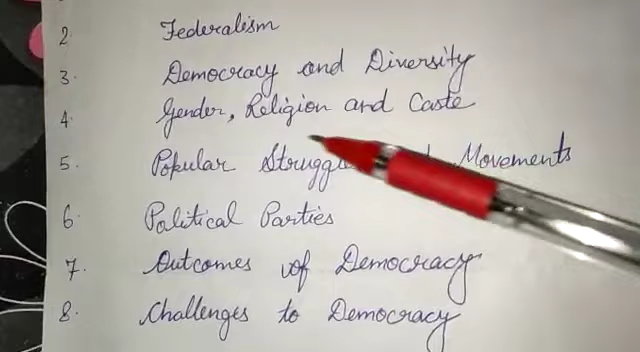 2. Federalism
3. Democracy and Diversity
4. Gender, Religion and Caste
5. Popular Movements
6. Political Parties
7. Outcomes of Democracy
8. Challenges to Democracy